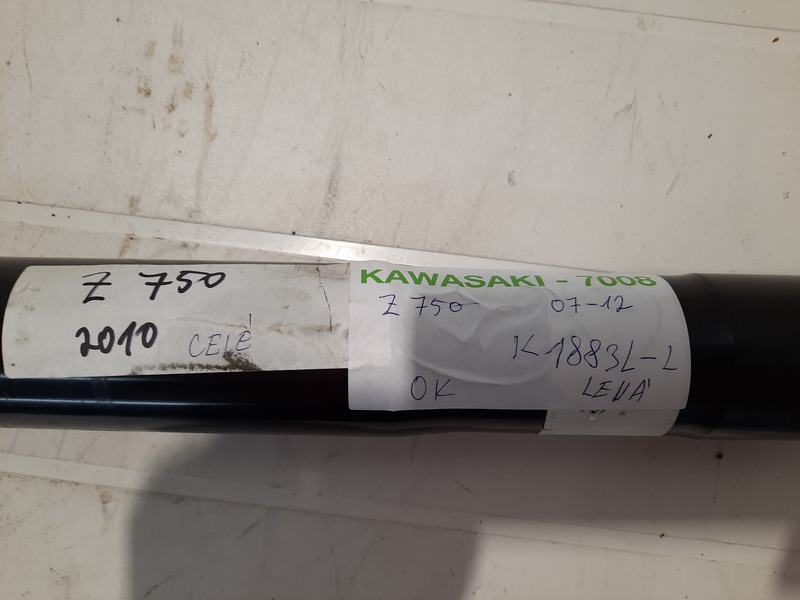 Z 750
2010 CELÉ
KAWASAKI - 7008
Z 750 07-12
K1883L-L
OK LEVÁ